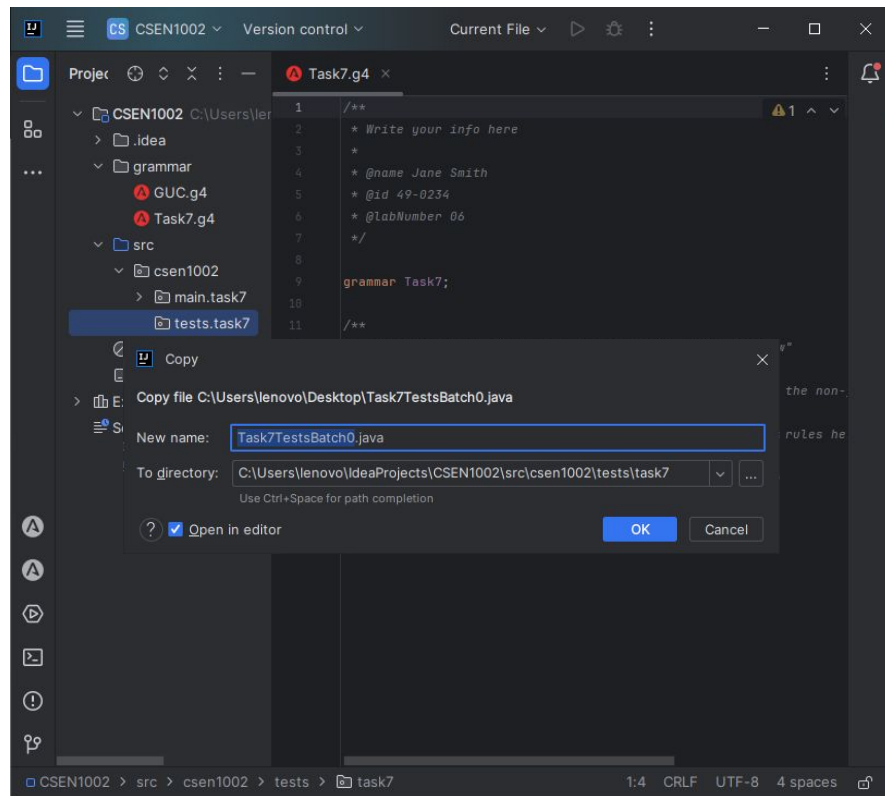 CS CSEN1002 Version control Current File
Projec
Task7.g4
CSEN1002 C:\Users\ler
.idea
grammar
GUC.g4
Task7.g4
src
csen1002
main.task7
tests.task7
1 /**
2 * Write your info here
3 *
4 * @name Jane Smith
5 * @id 49-0234
6 * @labNumber 06
7 */
8
9 grammar Task7;
10
11 /**
1
w"
the non-
rules he
E
S
Copy
Copy file C:\Users\lenovo\Desktop\Task7TestsBatch0.java
New name: Task7TestsBatch0.java
To directory: C:\Users\lenovo\IdeaProjects\CSEN1002\src\csen1002\tests\task7
Use Ctrl+Space for path completion
? Open in editor OK Cancel
CSEN1002 > src > csen1002 > tests > task7 1:4 CRLF UTF-8 4 spaces